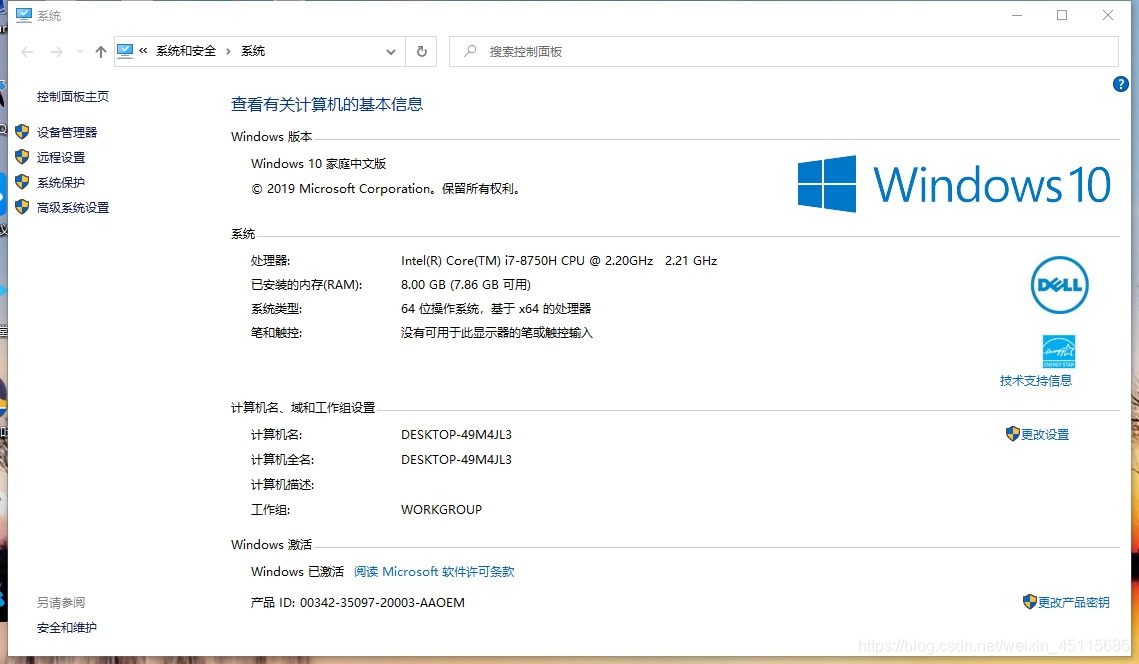 系统
« 系统和安全 › 系统
搜索控制面板
控制面板主页
设备管理器
远程设置
系统保护
高级系统设置
查看有关计算机的基本信息
Windows 版本
Windows 10 家庭中文版
© 2019 Microsoft Corporation。保留所有权利。
Windows 10
系统
处理器: Intel(R) Core(TM) i7-8750H CPU @ 2.20GHz 2.21 GHz
已安装的内存(RAM): 8.00 GB (7.86 GB 可用)
系统类型: 64 位操作系统，基于 x64 的处理器
笔和触控: 没有可用于此显示器的笔或触控输入
DELL
ENERGY STAR
技术支持信息
计算机名、域和工作组设置
计算机名: DESKTOP-49M4JL3
更改设置
计算机全名: DESKTOP-49M4JL3
计算机描述:
工作组: WORKGROUP
Windows 激活
Windows 已激活 阅读 Microsoft 软件许可条款
产品 ID: 00342-35097-20003-AAOEM
更改产品密钥
另请参阅
安全和维护
https://blog.csdn.net/weixin_45115685